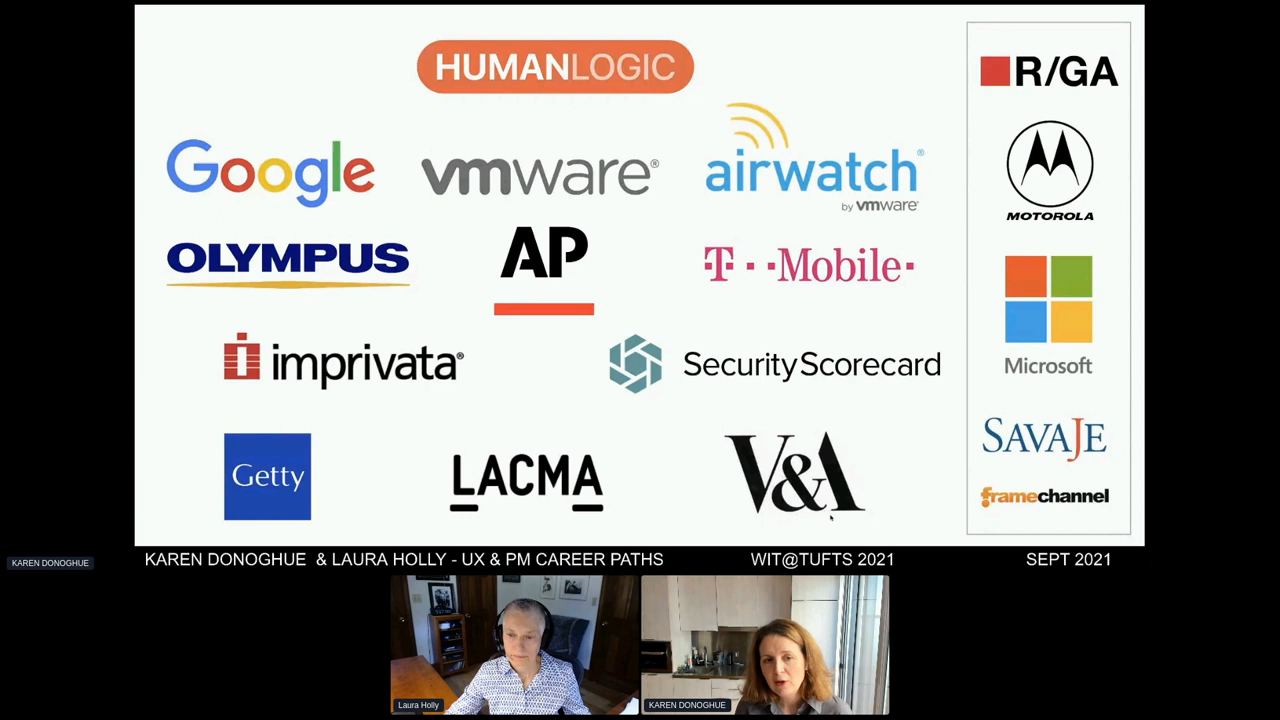 HUMANLOGIC
R/GA
Google
vmware®
airwatch®
by vmware®
MOTOROLA
OLYMPUS
AP
T··Mobile·
imprivata®
SecurityScorecard
Microsoft
SAVAJE
framechannel
Getty
LACMA
V&A
KAREN DONOGHUE & LAURA HOLLY - UX & PM CAREER PATHS
WIT@TUFTS 2021
SEPT 2021
KAREN DONOGHUE
Laura Holly
KAREN DONOGHUE